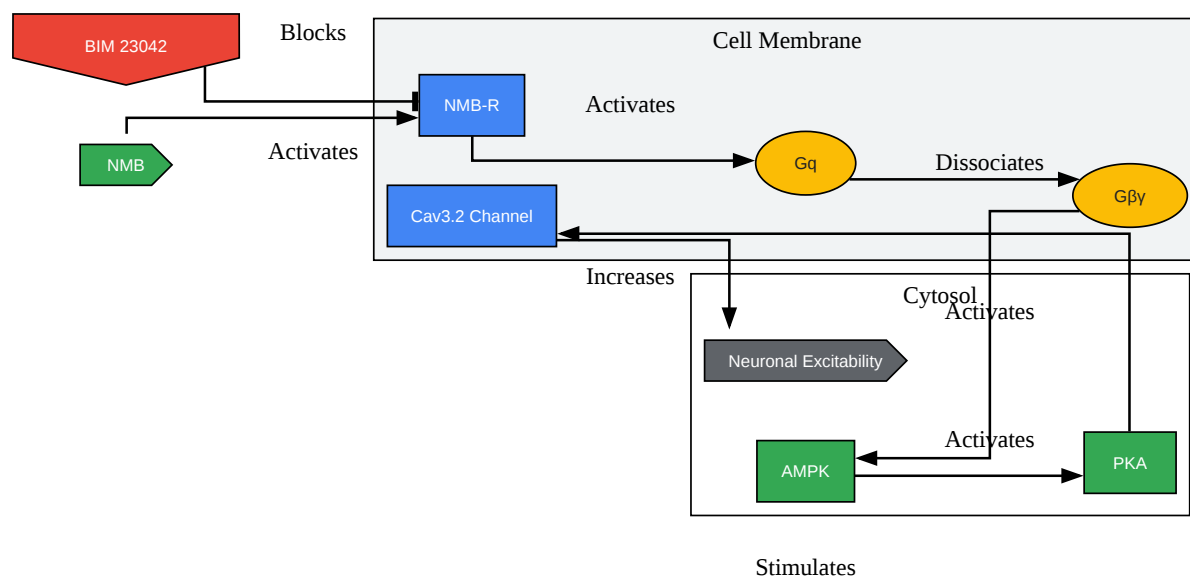 BIM 23042
Blocks
Cell Membrane
NMB-R
Activates
NMB
Activates
Gq
Dissociates
Gβγ
Cav3.2 Channel
Increases
Cytosol
Activates
Neuronal Excitability
Activates
AMPK
PKA
Stimulates